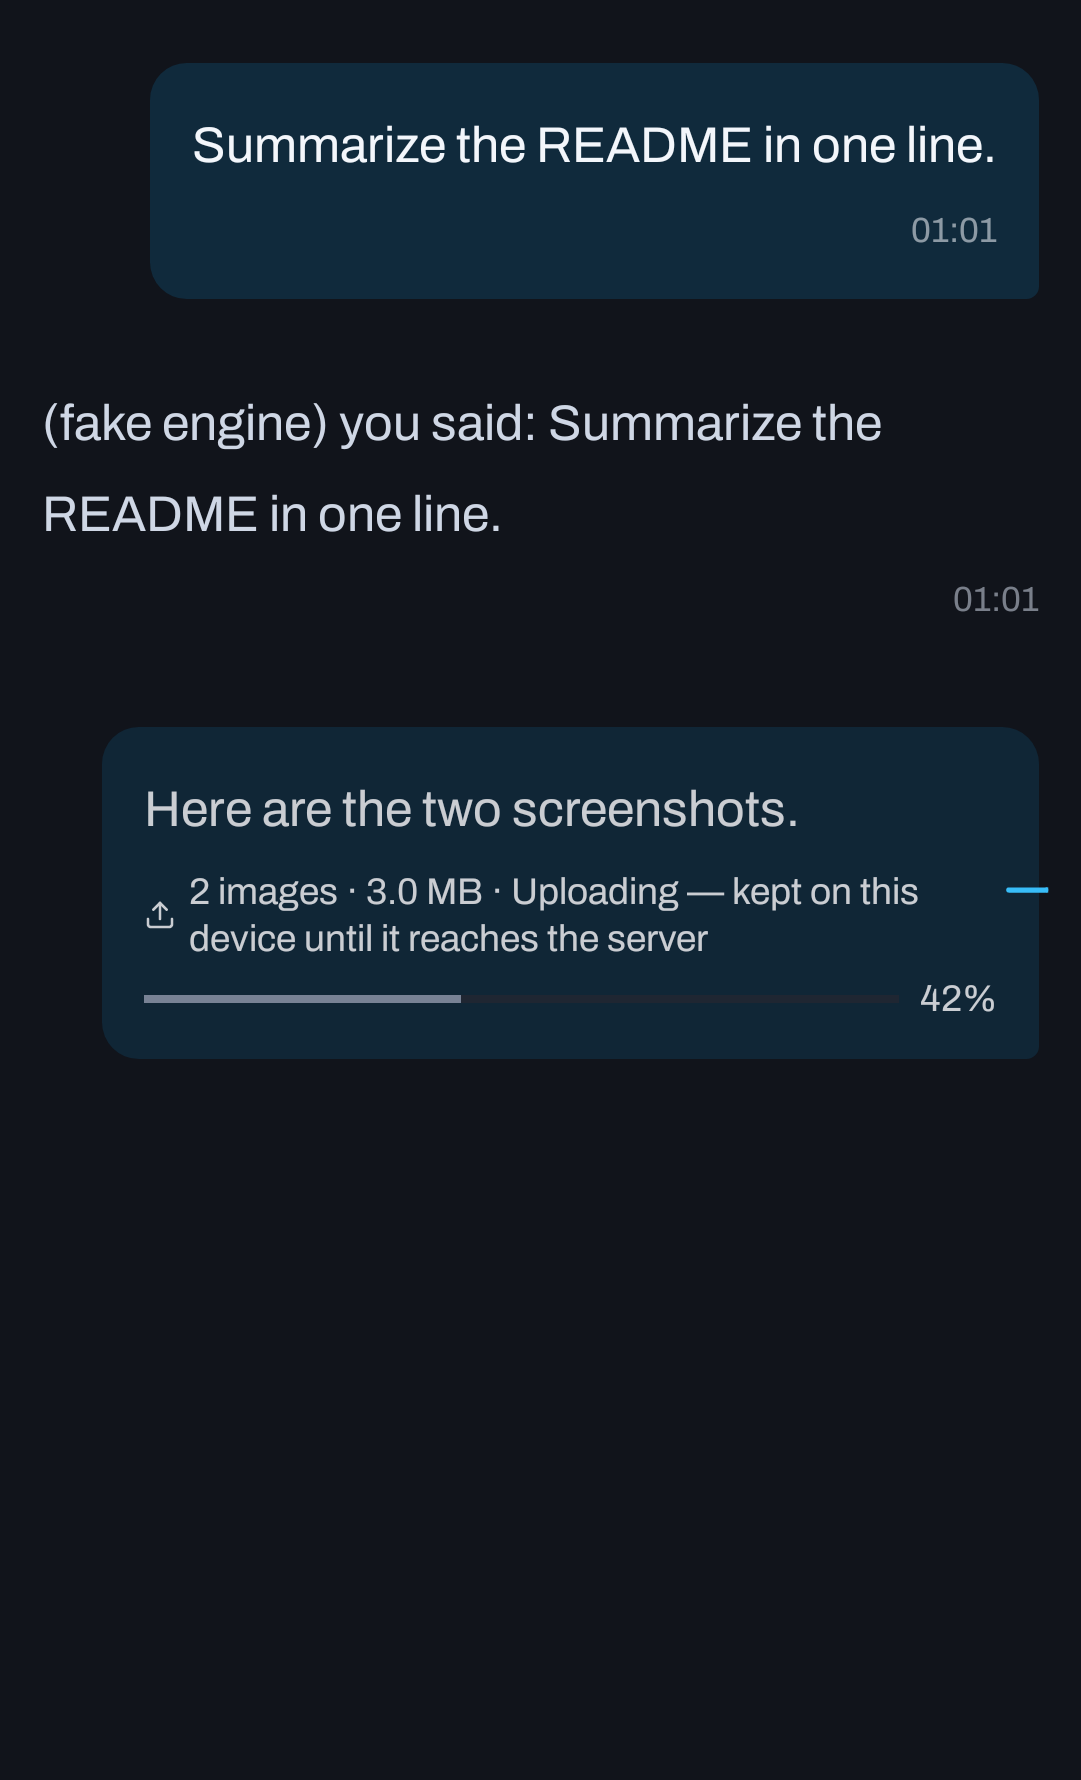 Summarize the README in one line.
01:01
(fake engine) you said: Summarize the
README in one line.
01:01
Here are the two screenshots.
2 images · 3.0 MB · Uploading — kept on this
device until it reaches the server
42%